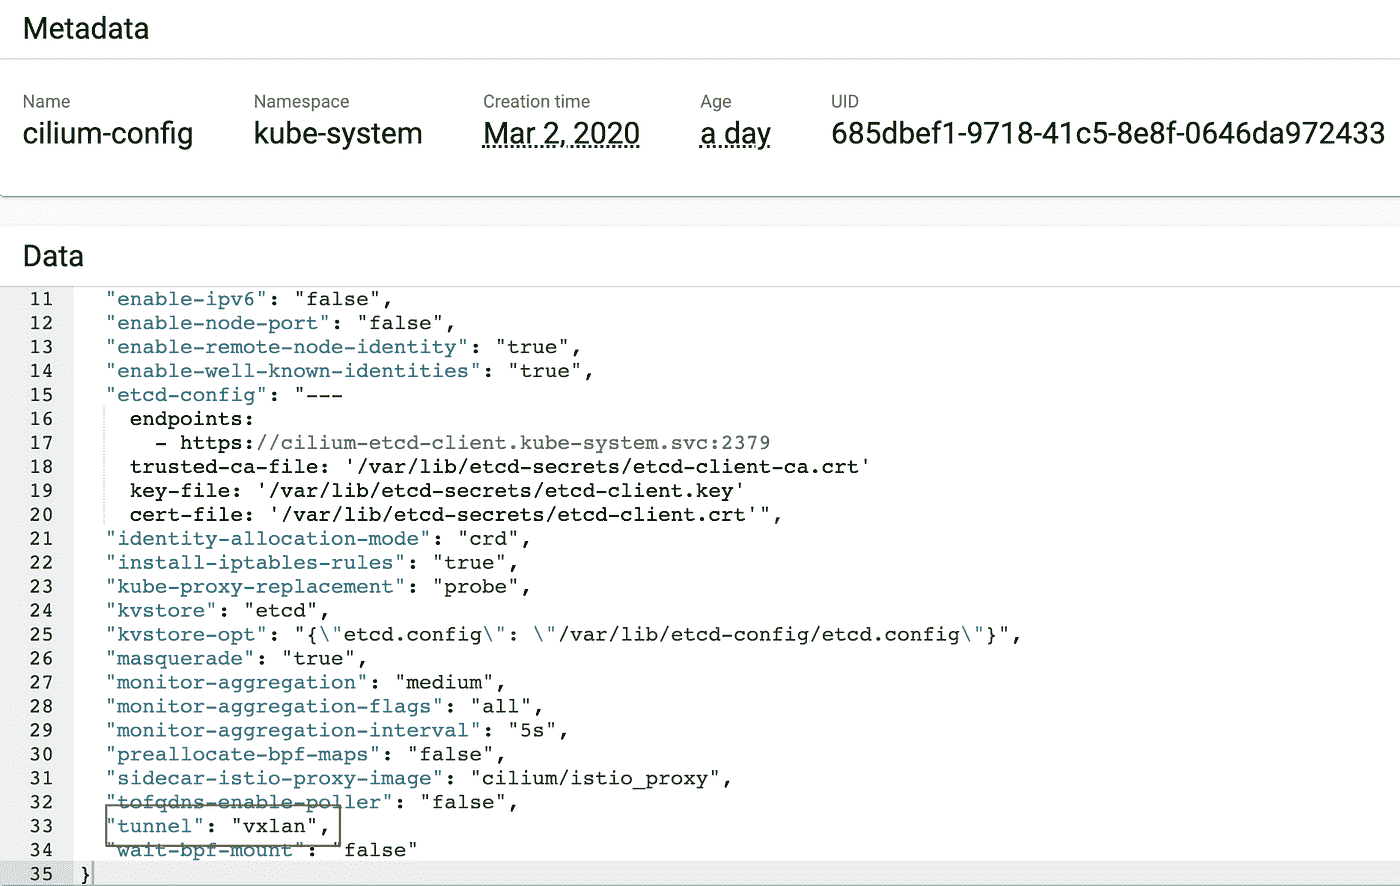 Metadata
Name Namespace Creation time Age UID
cilium-config kube-system Mar 2, 2020 a day 685dbef1-9718-41c5-8e8f-0646da972433
Data
11 "enable-ipv6": "false",
12 "enable-node-port": "false",
13 "enable-remote-node-identity": "true",
14 "enable-well-known-identities": "true",
15 "etcd-config": "---
16 endpoints:
17 - https://cilium-etcd-client.kube-system.svc:2379
18 trusted-ca-file: '/var/lib/etcd-secrets/etcd-client-ca.crt'
19 key-file: '/var/lib/etcd-secrets/etcd-client.key'
20 cert-file: '/var/lib/etcd-secrets/etcd-client.crt'",
21 "identity-allocation-mode": "crd",
22 "install-iptables-rules": "true",
23 "kube-proxy-replacement": "probe",
24 "kvstore": "etcd",
25 "kvstore-opt": "{\"etcd.config\": \"/var/lib/etcd-config/etcd.config\"}",
26 "masquerade": "true",
27 "monitor-aggregation": "medium",
28 "monitor-aggregation-flags": "all",
29 "monitor-aggregation-interval": "5s",
30 "preallocate-bpf-maps": "false",
31 "sidecar-istio-proxy-image": "cilium/istio_proxy",
32 "tofqdns-enable-poller": "false",
33 "tunnel": "vxlan",
34 "wait-bpf-mount": "false"
35 }